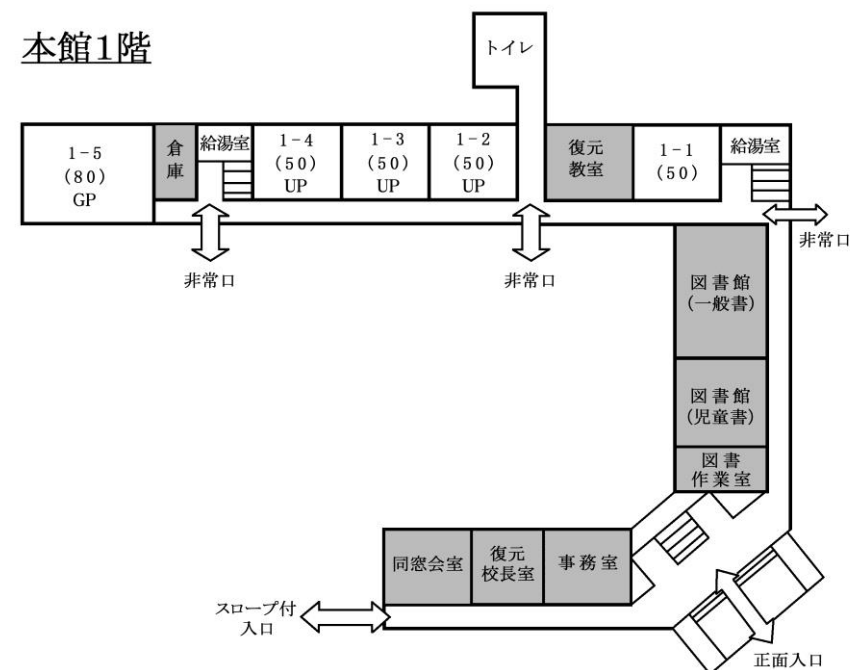 本館1階
トイレ
1-5
(80)
GP
倉
庫
給湯室
1-4
(50)
UP
1-3
(50)
UP
1-2
(50)
UP
復元
教室
1-1
(50)
給湯室
非常口
非常口
非常口
図書館
(一般書)
図書館
(児童書)
図書
作業室
同窓会室
復元
校長室
事務室
スロープ付
入口
正面入口